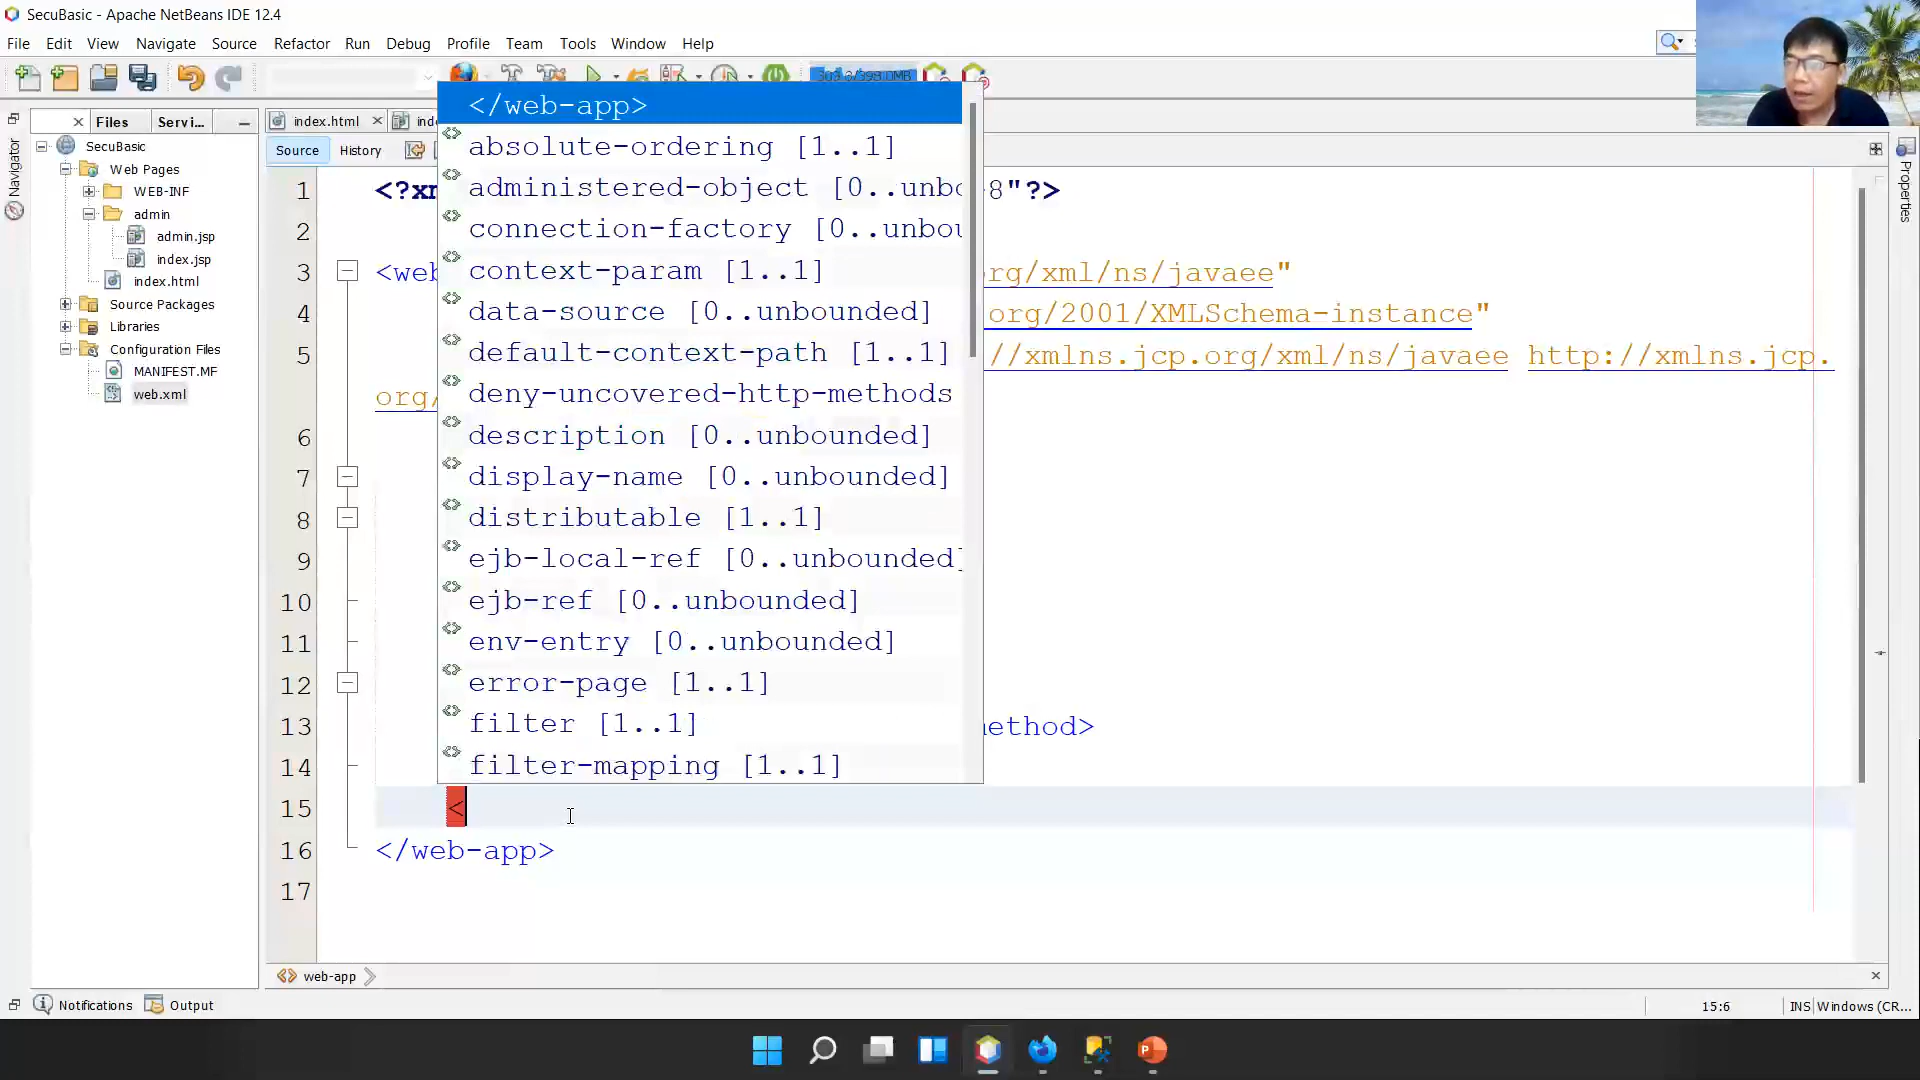 SecuBasic - Apache NetBeans IDE 12.4
File Edit View Navigate Source Refactor Run Debug Profile Team Tools Window Help
Files Servi...
index.html
Source History
Navigator
Properties
SecuBasic
Web Pages
WEB-INF
admin
admin.jsp
index.jsp
index.html
Source Packages
Libraries
Configuration Files
MANIFEST.MF
web.xml
</web-app>
absolute-ordering [1..1]
administered-object [0..unbo
connection-factory [0..unbou
context-param [1..1]
data-source [0..unbounded]
default-context-path [1..1]
deny-uncovered-http-methods
description [0..unbounded]
display-name [0..unbounded]
distributable [1..1]
ejb-local-ref [0..unbounded]
ejb-ref [0..unbounded]
env-entry [0..unbounded]
error-page [1..1]
filter [1..1]
filter-mapping [1..1]
1 <?xm 8"?>
2
3 <web rg/xml/ns/javaee"
4 org/2001/XMLSchema-instance"
5 //xmlns.jcp.org/xml/ns/javaee http://xmlns.jcp.
org/
6
7
8
9
10
11
12
13 ethod>
14
15 <
16 </web-app>
17
web-app
Notifications Output
15:6 INS Windows (CR...